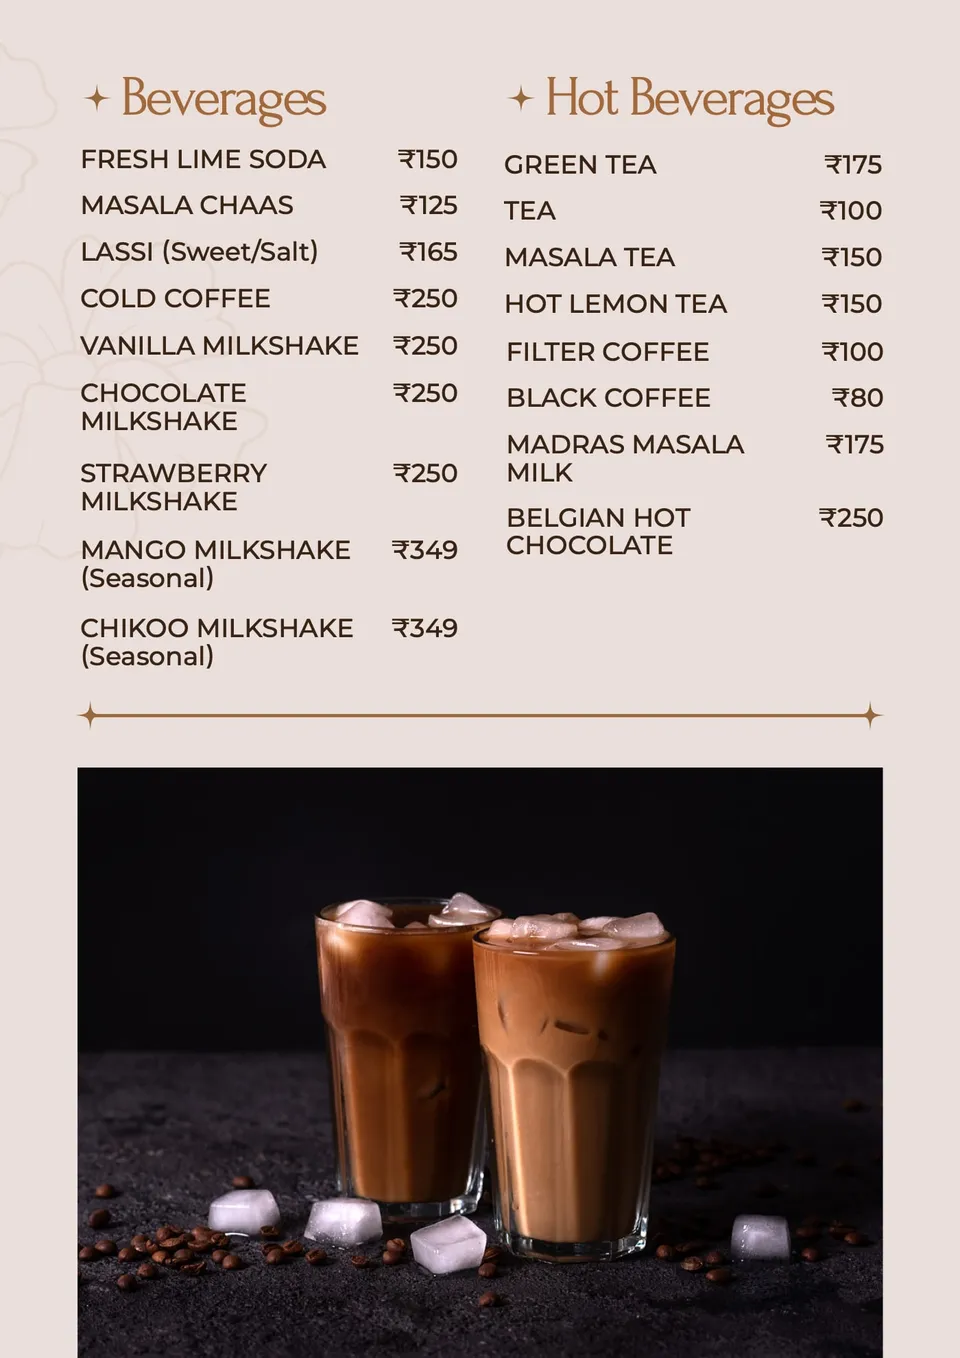 Beverages
FRESH LIME SODA ₹150
MASALA CHAAS ₹125
LASSI (Sweet/Salt) ₹165
COLD COFFEE ₹250
VANILLA MILKSHAKE ₹250
CHOCOLATE ₹250
MILKSHAKE
STRAWBERRY ₹250
MILKSHAKE
MANGO MILKSHAKE ₹349
(Seasonal)
CHIKOO MILKSHAKE ₹349
(Seasonal)
Hot Beverages
GREEN TEA ₹175
TEA ₹100
MASALA TEA ₹150
HOT LEMON TEA ₹150
FILTER COFFEE ₹100
BLACK COFFEE ₹80
MADRAS MASALA ₹175
MILK
BELGIAN HOT ₹250
CHOCOLATE